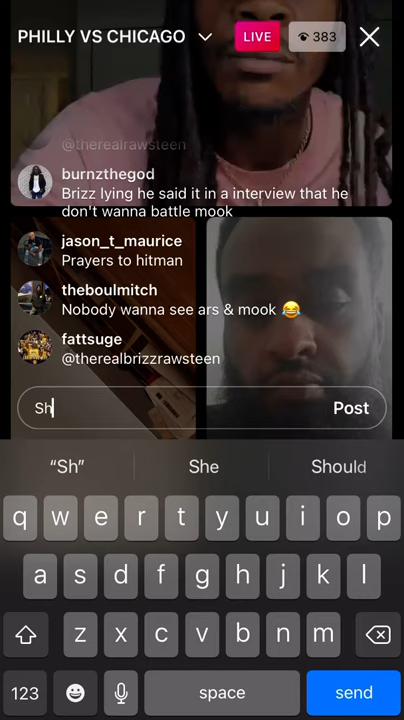 PHILLY VS CHICAGO
LIVE
383
@therealrawsteen
burnzthegod
Brizz lying he said it in a interview that he
don't wanna battle mook
jason_t_maurice
Prayers to hitman
theboulmitch
Nobody wanna see ars & mook 😂
fattsuge
@therealbrizzrawsteen
Sh
Post
“Sh” She Should
q w e r t y u i o p
a s d f g h j k l
z x c v b n m
123 space send